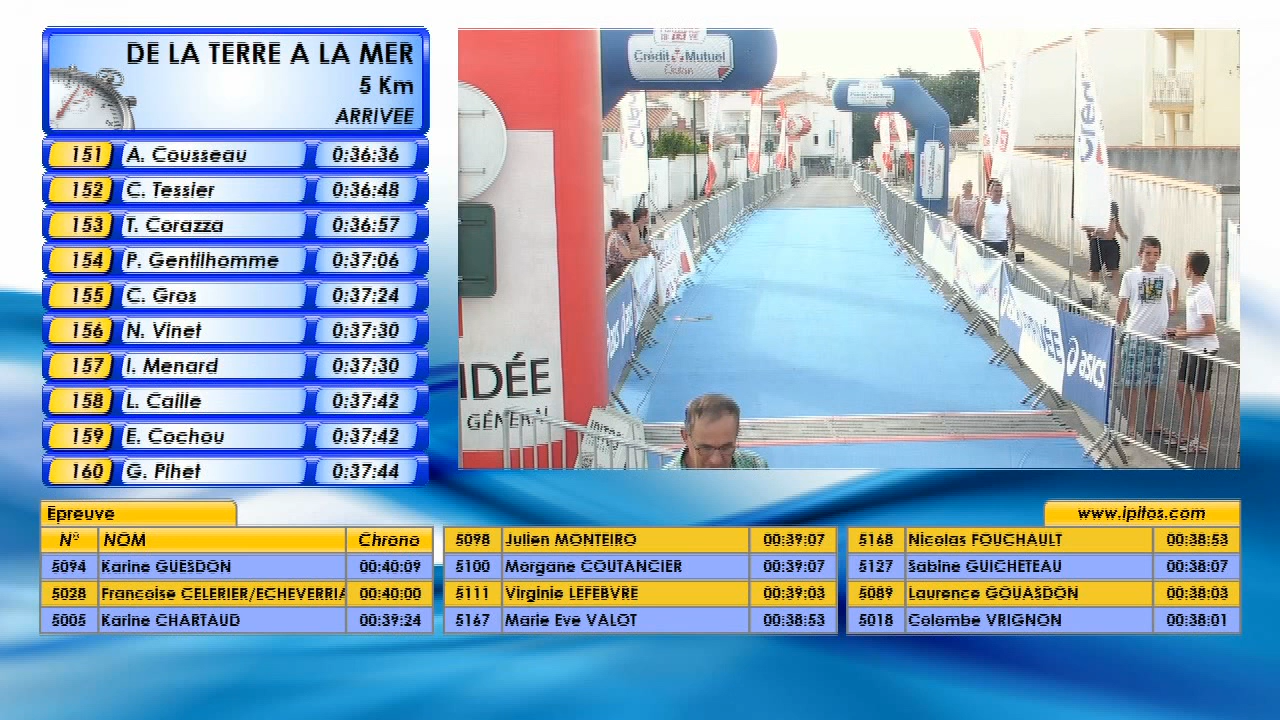 DE LA TERRE A LA MER
5 Km
ARRIVEE
151 A. Cousseau 0:36:36
152 C. Tessier 0:36:48
153 T. Corazza 0:36:57
154 P. Gentilhomme 0:37:06
155 C. Gros 0:37:24
156 N. Vinet 0:37:30
157 I. Menard 0:37:30
158 L. Caille 0:37:42
159 E. Cochou 0:37:42
160 G. Pihet 0:37:44
Crédit Mutuel
Océan
IDÉE
GÉNÉRAL
asics
Epreuve
www.ipitos.com
N° NOM Chrono
5094 Karine GUESDON 00:40:09
5028 Francoise CELERIER/ECHEVERRIA 00:40:00
5005 Karine CHARTAUD 00:39:24
5098 Julien MONTEIRO 00:39:07
5100 Morgane COUTANCIER 00:39:07
5111 Virginie LEFEBVRE 00:39:03
5167 Marie Eve VALOT 00:38:53
5168 Nicolas FOUCHAULT 00:38:53
5127 Sabine GUICHETEAU 00:38:07
5089 Laurence GOUASDON 00:38:03
5018 Colombe VRIGNON 00:38:01